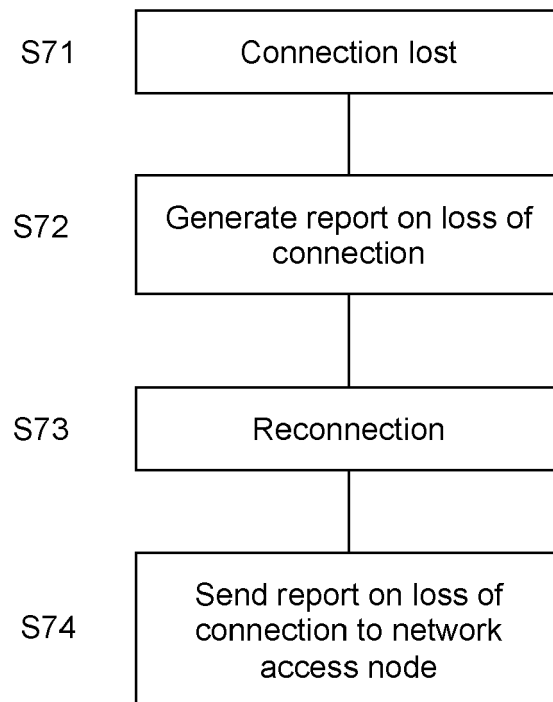 S71
Connection lost
S72
Generate report on loss of
connection
S73
Reconnection
S74
Send report on loss of
connection to network
access node